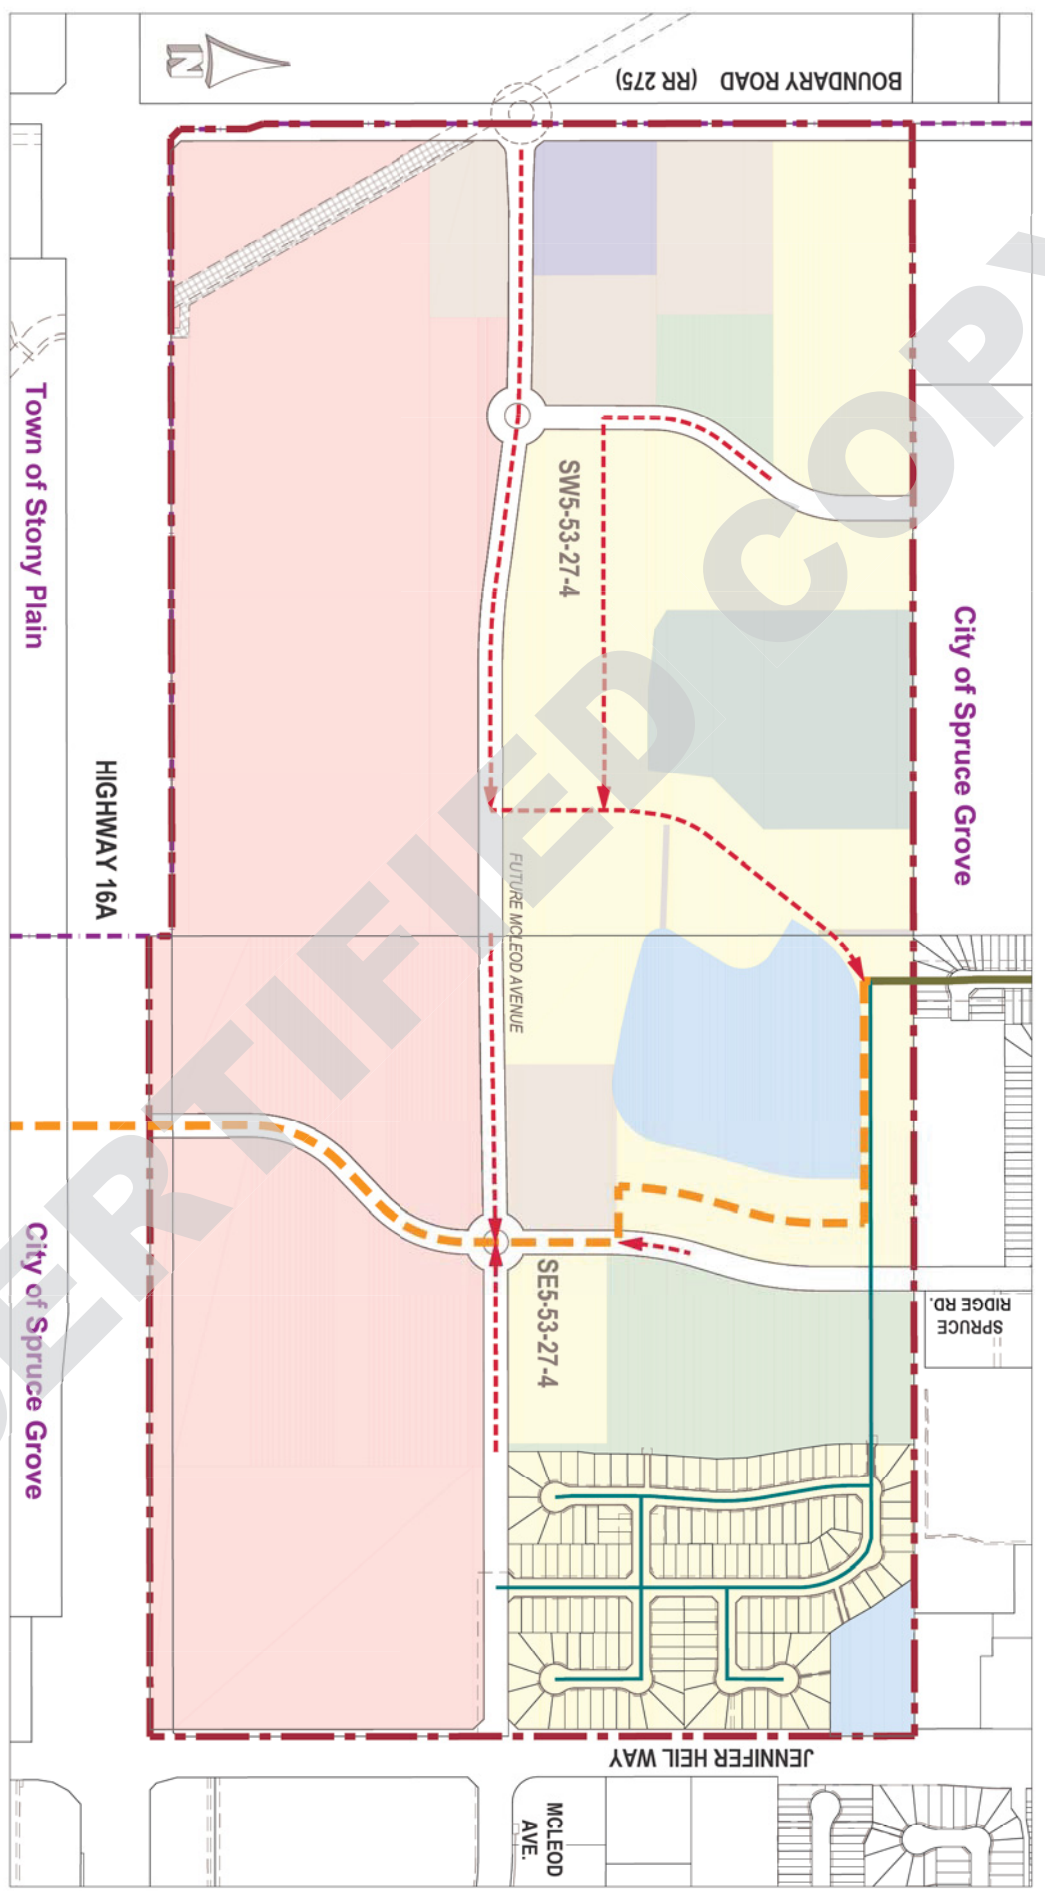 N
BOUNDARY ROAD (RR 275)
Town of Stony Plain
SW5-53-27-4
City of Spruce Grove
HIGHWAY 16A
FUTURE MCLEOD AVENUE
City of Spruce Grove
SE5-53-27-4
SPRUCE
RIDGE RD.
JENNIFER HEIL WAY
MCLEOD
AVE.
CERTIFIED COPY